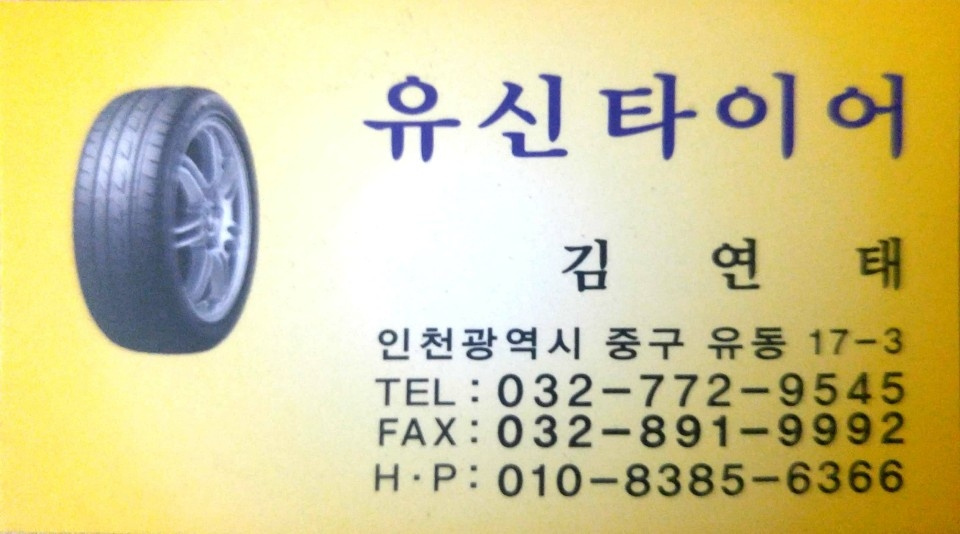 유신타이어
김 연 태
인천광역시 중구 유동 17-3
TEL : 032-772-9545
FAX : 032-891-9992
H·P : 010-8385-6366